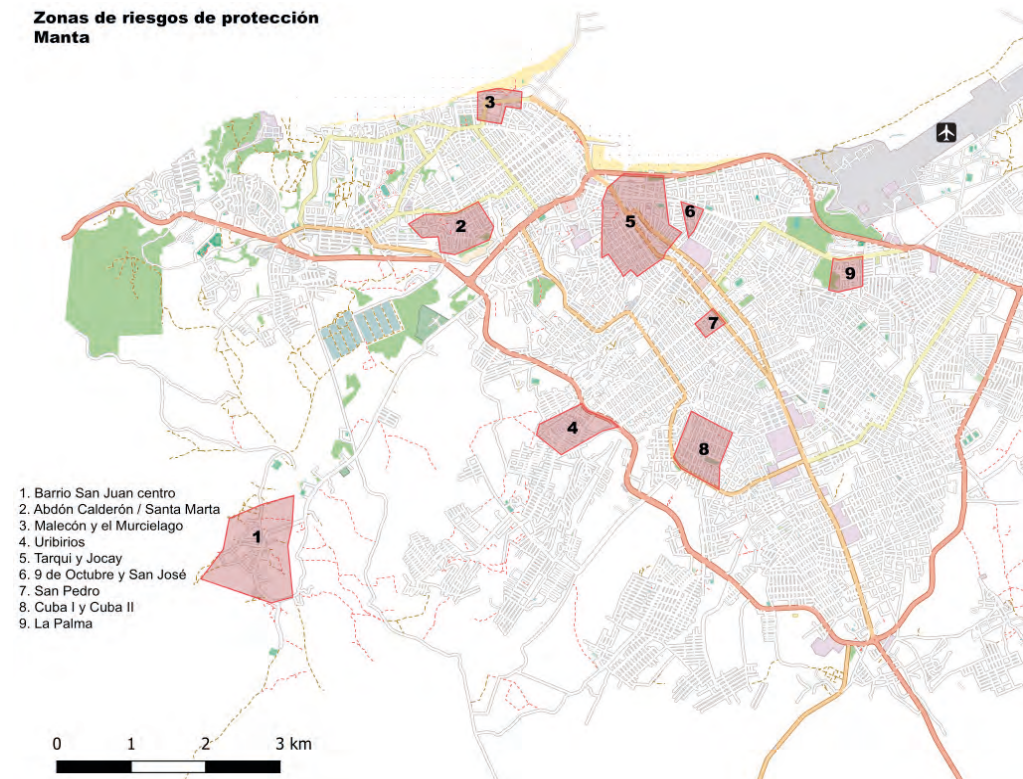 Zonas de riesgos de protección
Manta
3
2
5
6
9
7
4
8
1
1. Barrio San Juan centro
2. Abdón Calderón / Santa Marta
3. Malecón y el Murcielago
4. Uribirios
5. Tarqui y Jocay
6. 9 de Octubre y San José
7. San Pedro
8. Cuba I y Cuba II
9. La Palma
0 1 2 3 km